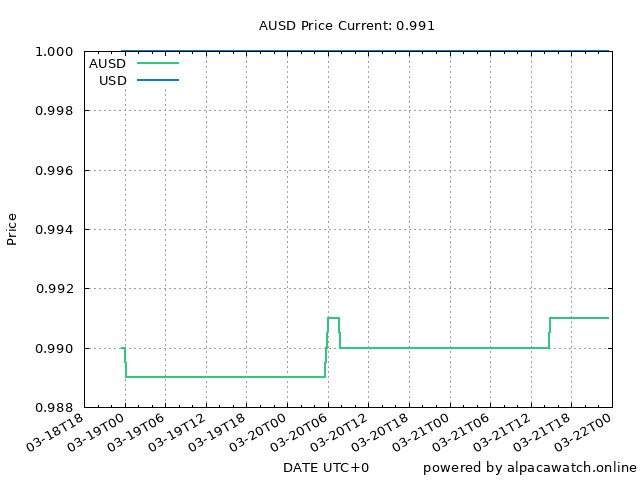 AUSD Price Current: 0.991
1.000
AUSD
USD
0.998
0.996
0.994
Price
0.992
0.990
0.988
03-18T18
03-19T00
03-19T06
03-19T12
03-19T18
03-20T00
03-20T06
03-20T12
03-20T18
03-21T00
03-21T06
03-21T12
03-21T18
03-22T00
DATE UTC+0
powered by alpacawatch.online